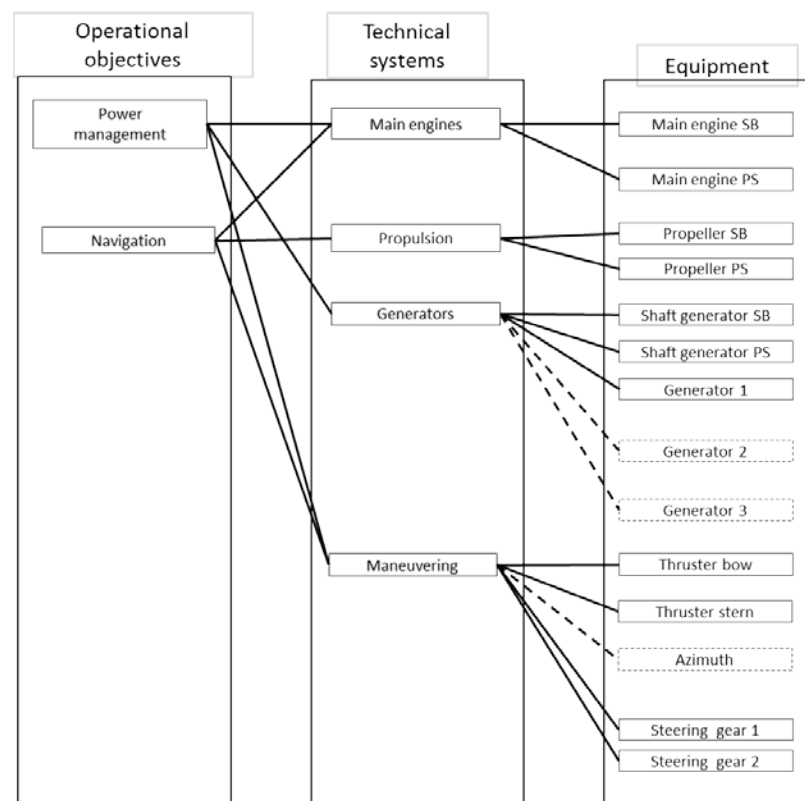 Operational
objectives
Technical
systems
Equipment
Power
management
Main engines
Main engine SB
Main engine PS
Navigation
Propulsion
Propeller SB
Propeller PS
Generators
Shaft generator SB
Shaft generator PS
Generator 1
Generator 2
Generator 3
Maneuvering
Thruster bow
Thruster stern
Azimuth
Steering gear 1
Steering gear 2